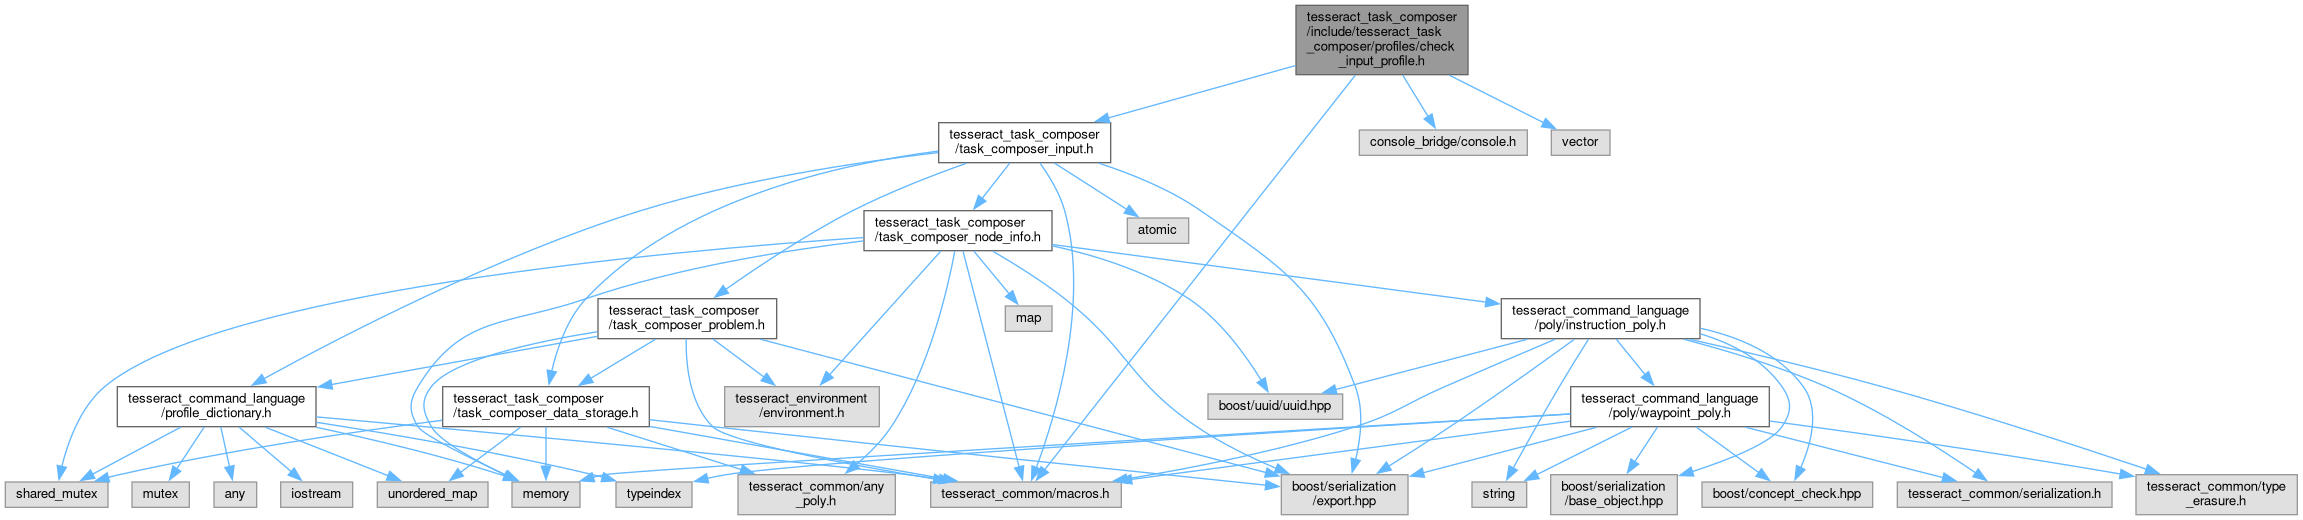 tesseract_task_composer
/include/tesseract_task
_composer/profiles/check
_input_profile.h
tesseract_task_composer
/task_composer_input.h
console_bridge/console.h
vector
tesseract_task_composer
/task_composer_node_info.h
atomic
tesseract_task_composer
/task_composer_problem.h
map
tesseract_command_language
/poly/instruction_poly.h
tesseract_command_language
/profile_dictionary.h
tesseract_task_composer
/task_composer_data_storage.h
tesseract_environment
/environment.h
boost/uuid/uuid.hpp
tesseract_command_language
/poly/waypoint_poly.h
shared_mutex
mutex
any
iostream
unordered_map
memory
typeindex
tesseract_common/any
_poly.h
tesseract_common/macros.h
boost/serialization
/export.hpp
string
boost/serialization
/base_object.hpp
boost/concept_check.hpp
tesseract_common/serialization.h
tesseract_common/type
_erasure.h